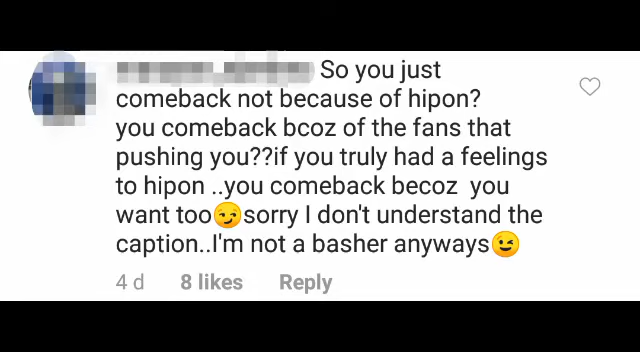 So you just
comeback not because of hipon?
you comeback bcoz of the fans that
pushing you??if you truly had a feelings
to hipon ..you comeback becoz you
want too😏sorry I don't understand the
caption..I'm not a basher anyways😉
4 d 8 likes Reply